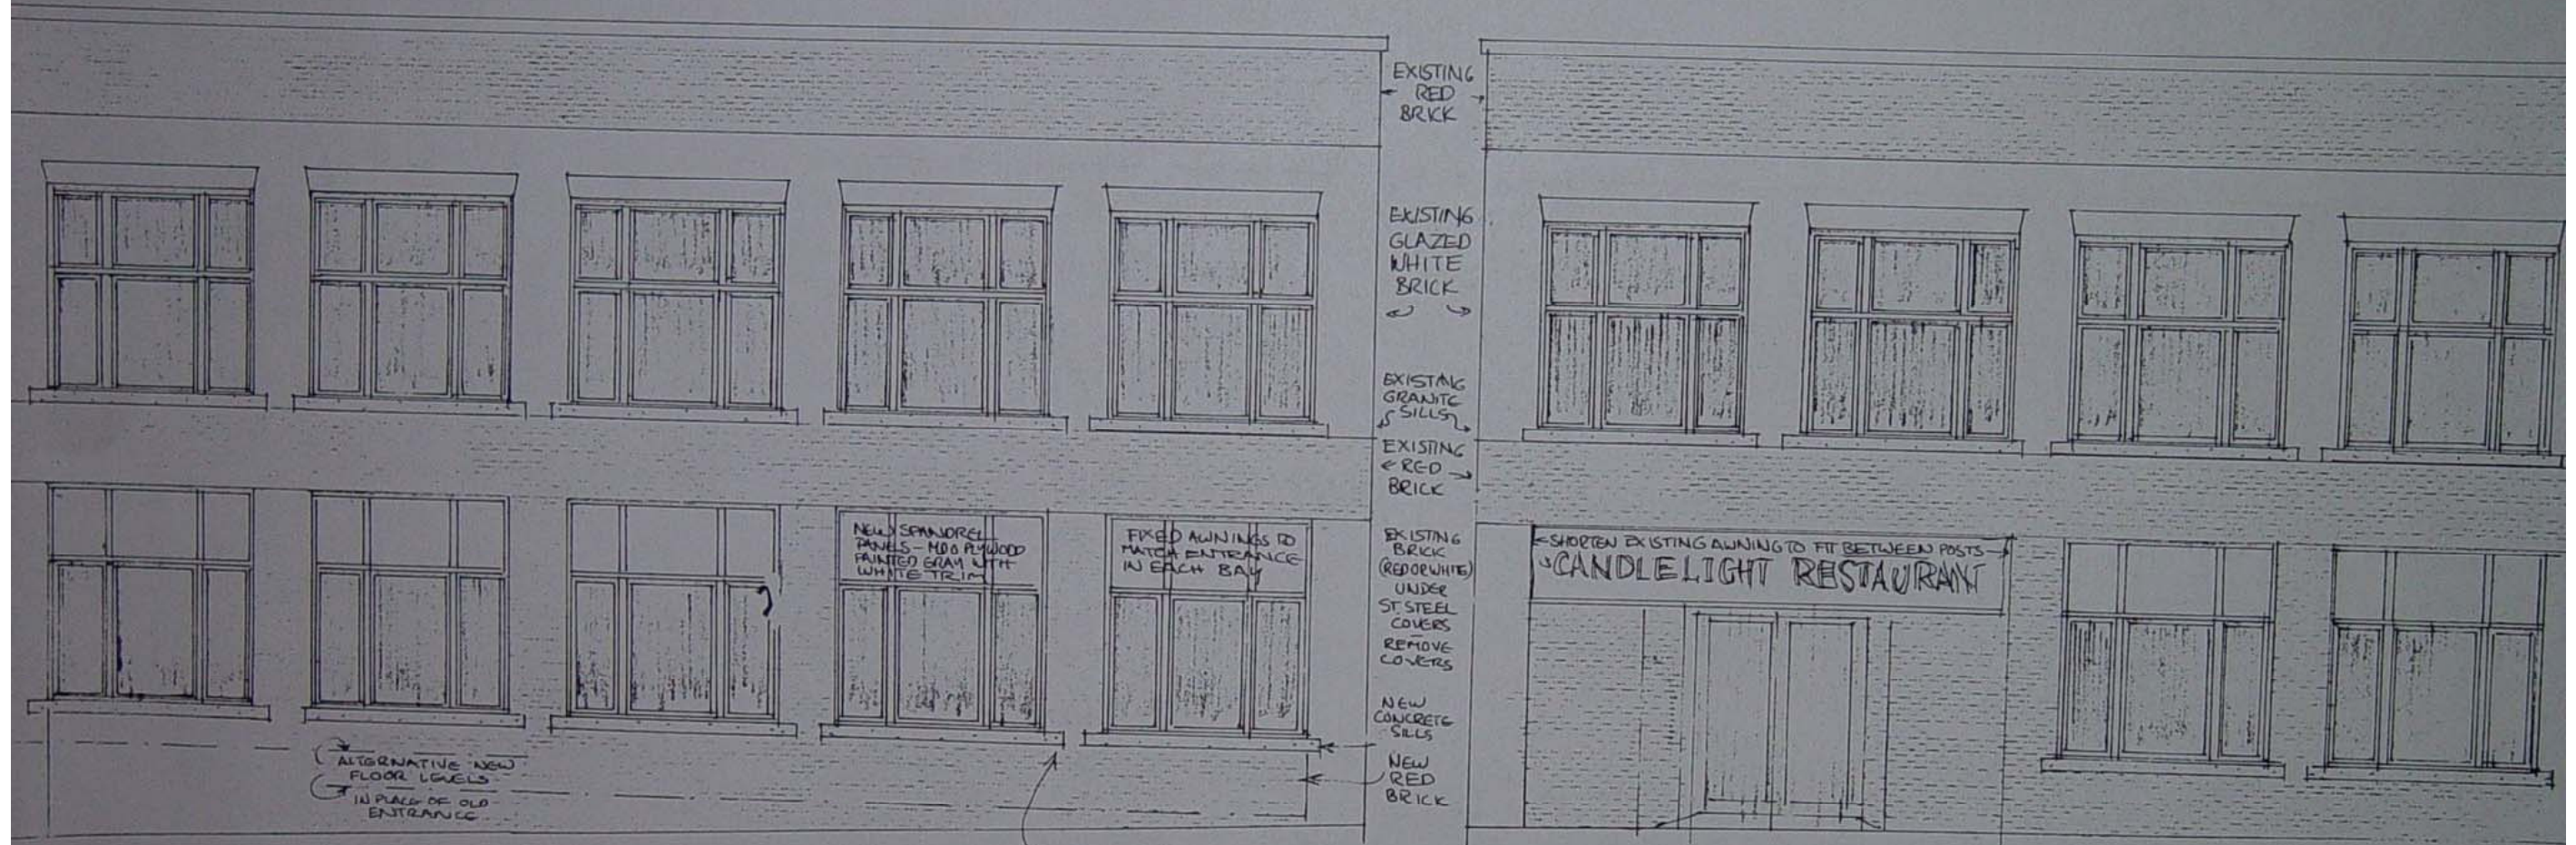 EXISTING
RED
BRICK
EXISTING
GLAZED
WHITE
BRICK
EXISTING
GRANITE
SILLS
EXISTING
RED
BRICK
EXISTING
BRICK
(RED OR WHITE)
UNDER
ST STEEL
COVERS
REMOVE
COVERS
NEW
CONCRETE
SILLS
NEW
RED
BRICK
NEW SPANDREL
PANELS - MDO PLYWOOD
PAINTED GRAY WITH
WHITE TRIM
FIXED AWNINGS TO
MATCH ENTRANCE
IN EACH BAY
SHORTEN EXISTING AWNING TO FIT BETWEEN POSTS
CANDLELIGHT RESTAURANT
ALTERNATIVE NEW
FLOOR LEVELS
IN PLACE OF OLD
ENTRANCE